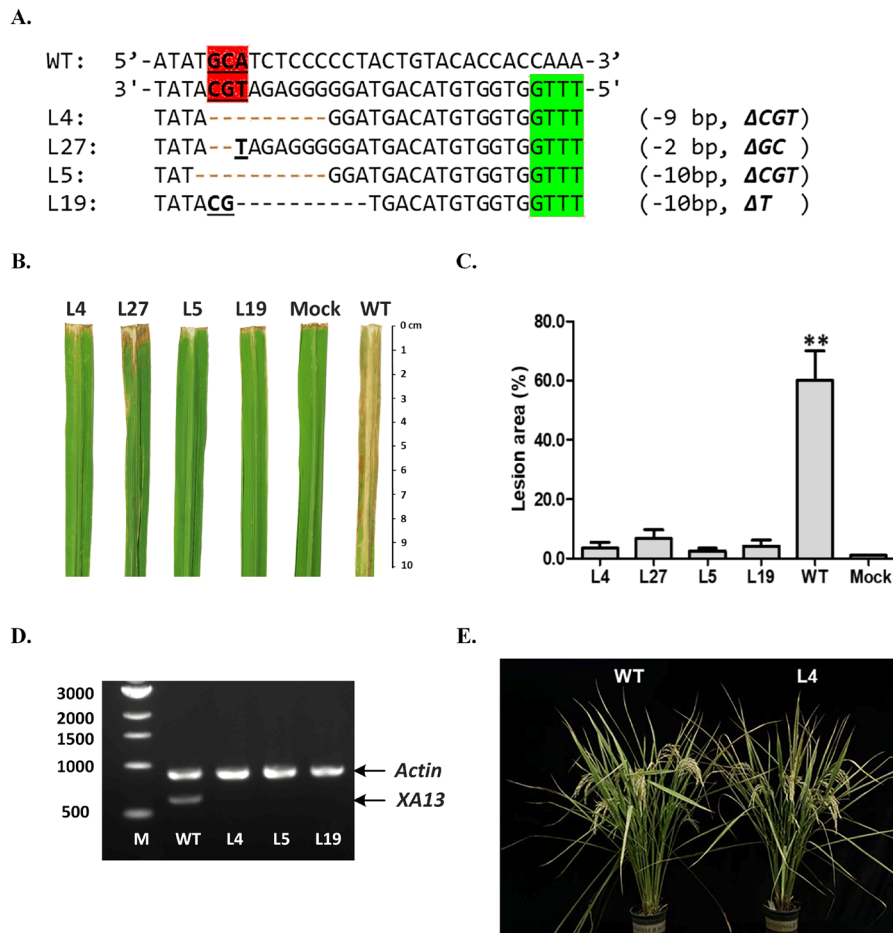 A.
WT: 5’-ATATGCATCTCCCCCTACTGTACACCACCAAA-3’
3'-TATACGTAGAGGGGGATGACATGTGGTGGTTT-5'
L4: TATA---------GGATGACATGTGGTGGTTT (-9 bp, ΔCGT)
L27: TATA--TAGAGGGGGATGACATGTGGTGGTTT (-2 bp, ΔGC)
L5: TAT----------GGATGACATGTGGTGGTTT (-10bp, ΔCGT)
L19: TATACG----------TGACATGTGGTGGTTT (-10bp, ΔT )
B.
L4 L27 L5 L19 Mock WT
0 cm
1
2
3
4
5
6
7
8
9
10
C.
Lesion area (%)
80.0
60.0
40.0
20.0
0.0
**
L4 L27 L5 L19 WT Mock
D.
3000
2000
1500
1000
500
Actin
XA13
M WT L4 L5 L19
E.
WT L4